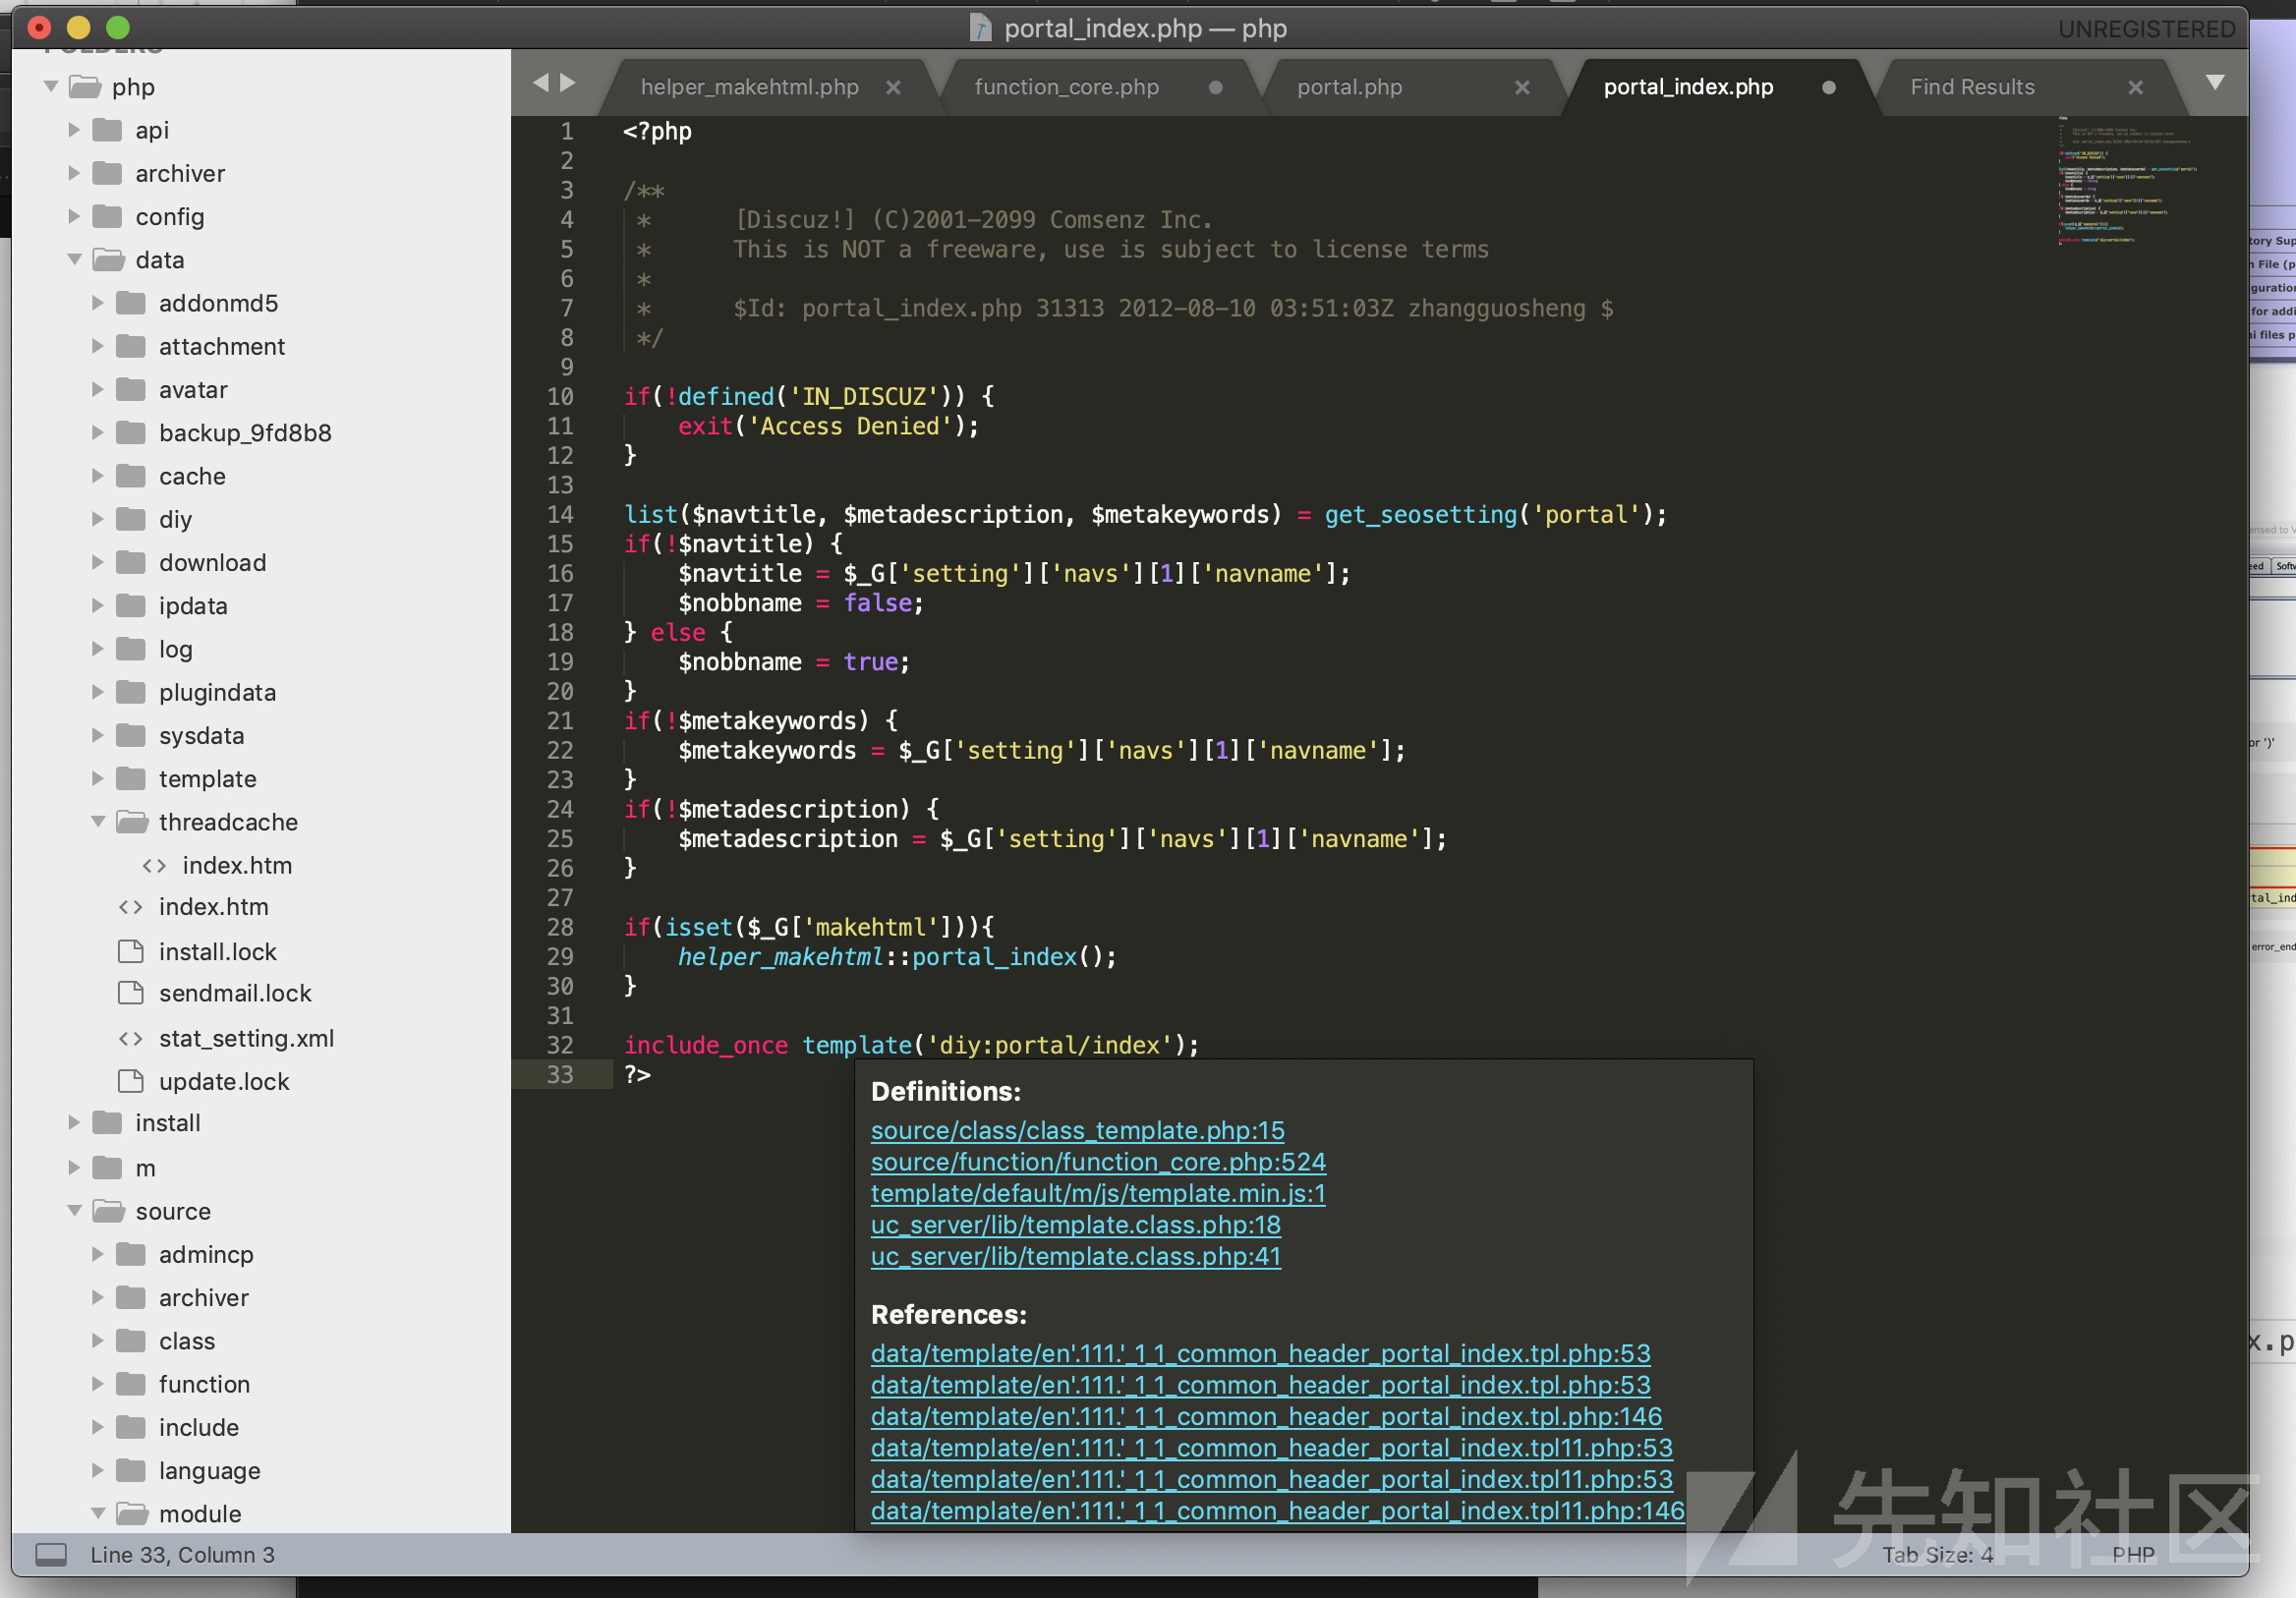 portal_index.php — php
UNREGISTERED
FOLDERS
php
api
archiver
config
data
addonmd5
attachment
avatar
backup_9fd8b8
cache
diy
download
ipdata
log
plugindata
sysdata
template
threadcache
index.htm
index.htm
install.lock
sendmail.lock
stat_setting.xml
update.lock
install
m
source
admincp
archiver
class
function
include
language
module
helper_makehtml.php
function_core.php
portal.php
portal_index.php
Find Results
1 <?php
2
3 /**
4 * [Discuz!] (C)2001-2099 Comsenz Inc.
5 * This is NOT a freeware, use is subject to license terms
6 *
7 * $Id: portal_index.php 31313 2012-08-10 03:51:03Z zhangguosheng $
8 */
9
10 if(!defined('IN_DISCUZ')) {
11 exit('Access Denied');
12 }
13
14 list($navtitle, $metadescription, $metakeywords) = get_seosetting('portal');
15 if(!$navtitle) {
16 $navtitle = $_G['setting']['navs'][1]['navname'];
17 $nobbname = false;
18 } else {
19 $nobbname = true;
20 }
21 if(!$metakeywords) {
22 $metakeywords = $_G['setting']['navs'][1]['navname'];
23 }
24 if(!$metadescription) {
25 $metadescription = $_G['setting']['navs'][1]['navname'];
26 }
27
28 if(isset($_G['makehtml'])){
29 helper_makehtml::portal_index();
30 }
31
32 include_once template('diy:portal/index');
33 ?>
Definitions:
source/class/class_template.php:15
source/function/function_core.php:524
template/default/m/js/template.min.js:1
uc_server/lib/template.class.php:18
uc_server/lib/template.class.php:41
References:
data/template/en'.111.'_1_1_common_header_portal_index.tpl.php:53
data/template/en'.111.'_1_1_common_header_portal_index.tpl.php:53
data/template/en'.111.'_1_1_common_header_portal_index.tpl.php:146
data/template/en'.111.'_1_1_common_header_portal_index.tpl11.php:53
data/template/en'.111.'_1_1_common_header_portal_index.tpl11.php:53
data/template/en'.111.'_1_1_common_header_portal_index.tpl11.php:146
先知社区
Line 33, Column 3
Tab Size: 4
PHP